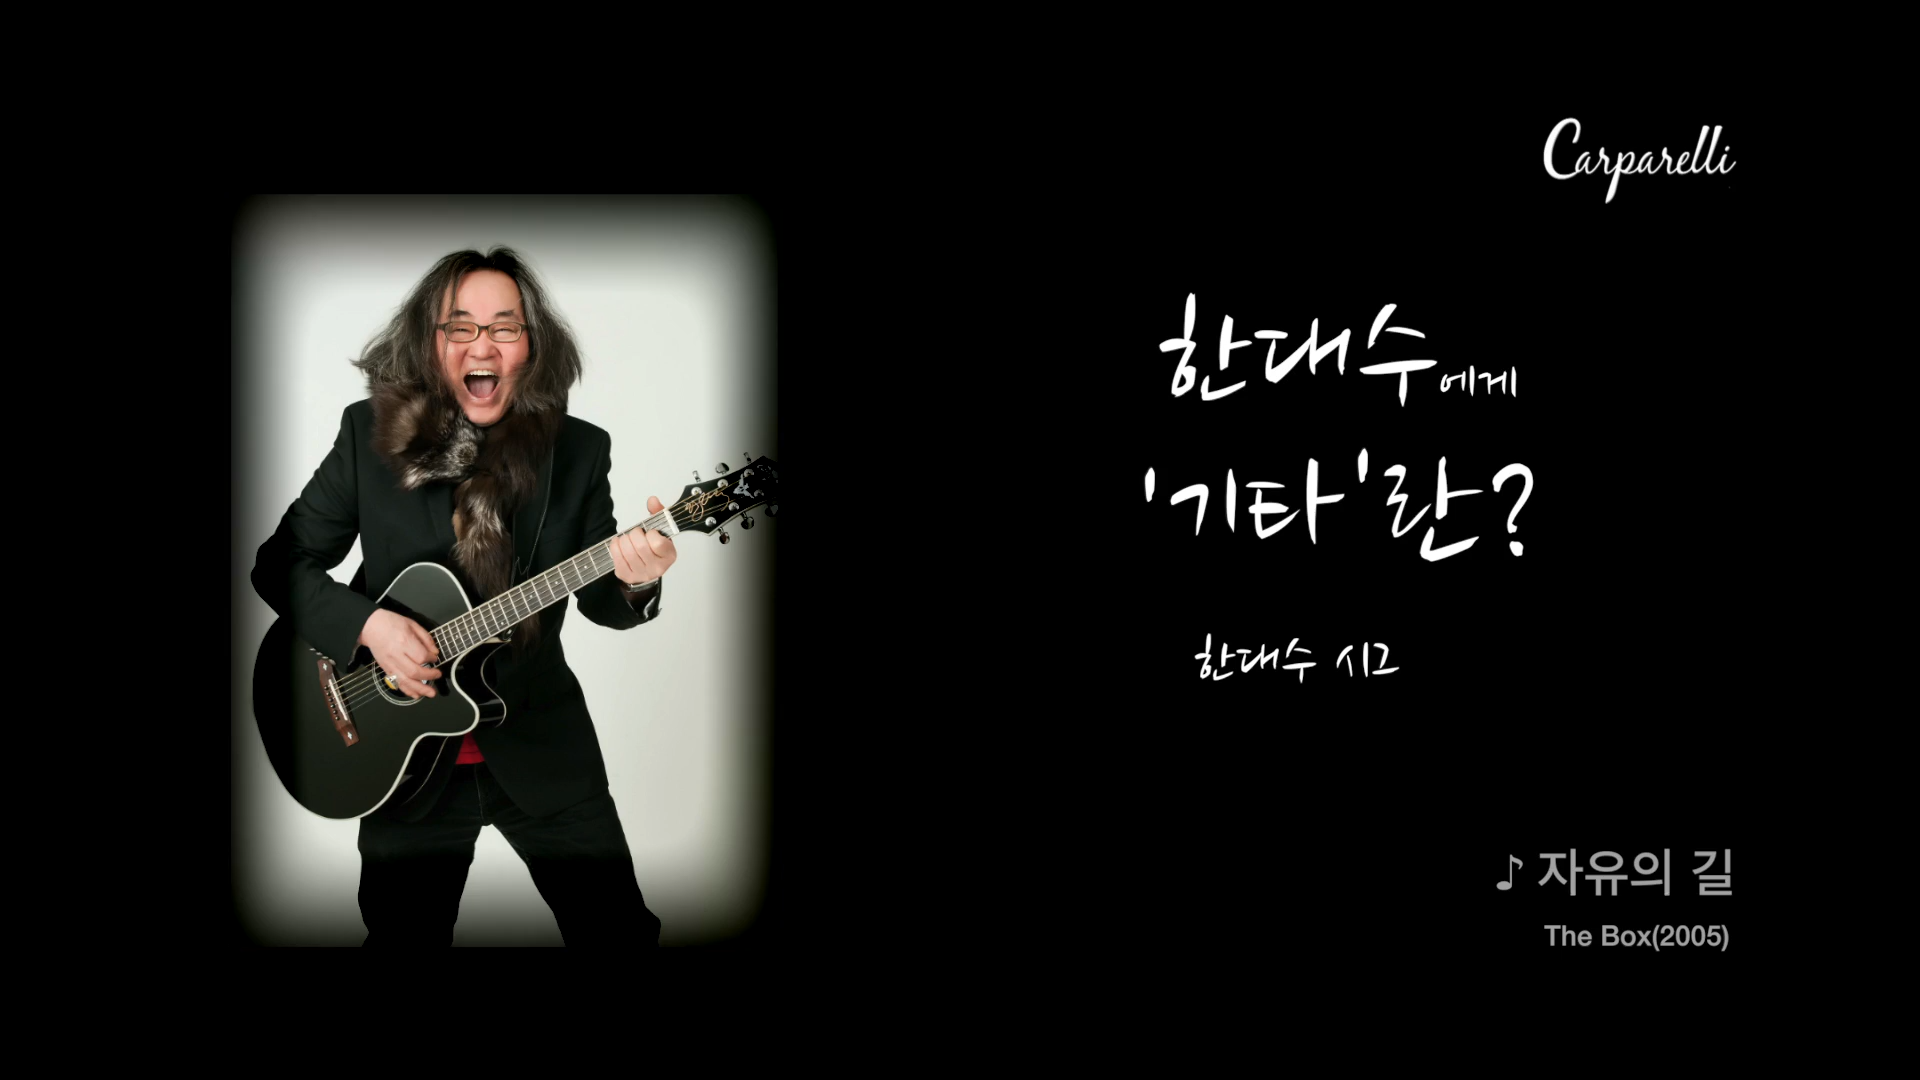 Carparelli
한대수에게
'기타'란?
한대수 시그
♪ 자유의 길
The Box(2005)